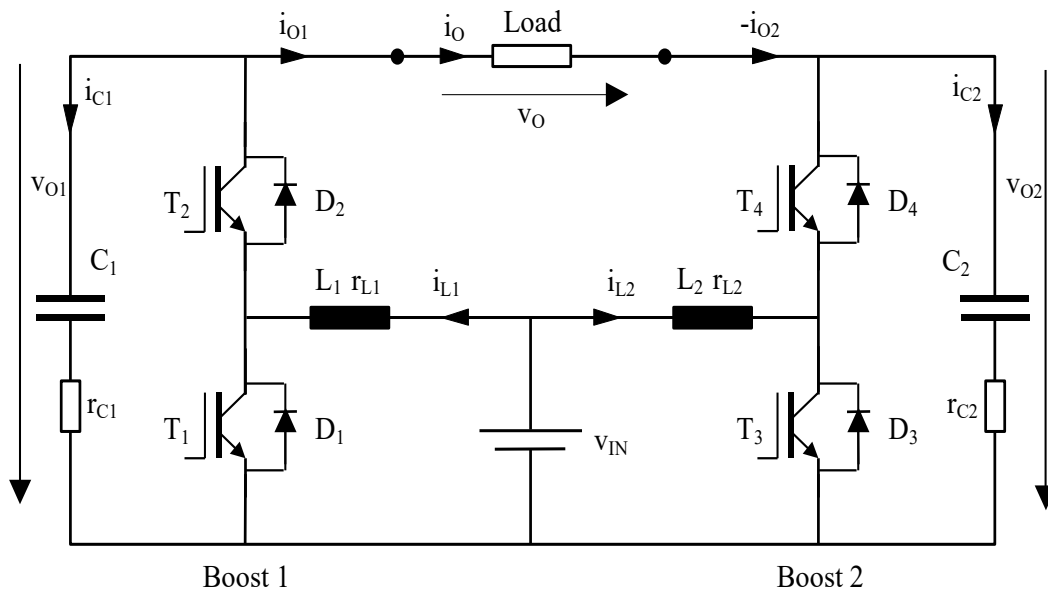 i_O1 i_O Load -i_O2
i_C1 v_O i_C2
v_O1 T_2 D_2 T_4 D_4 v_O2
C_1 L_1 r_L1 i_L1 i_L2 L_2 r_L2 C_2
r_C1 T_1 D_1 v_IN T_3 D_3 r_C2
Boost 1 Boost 2